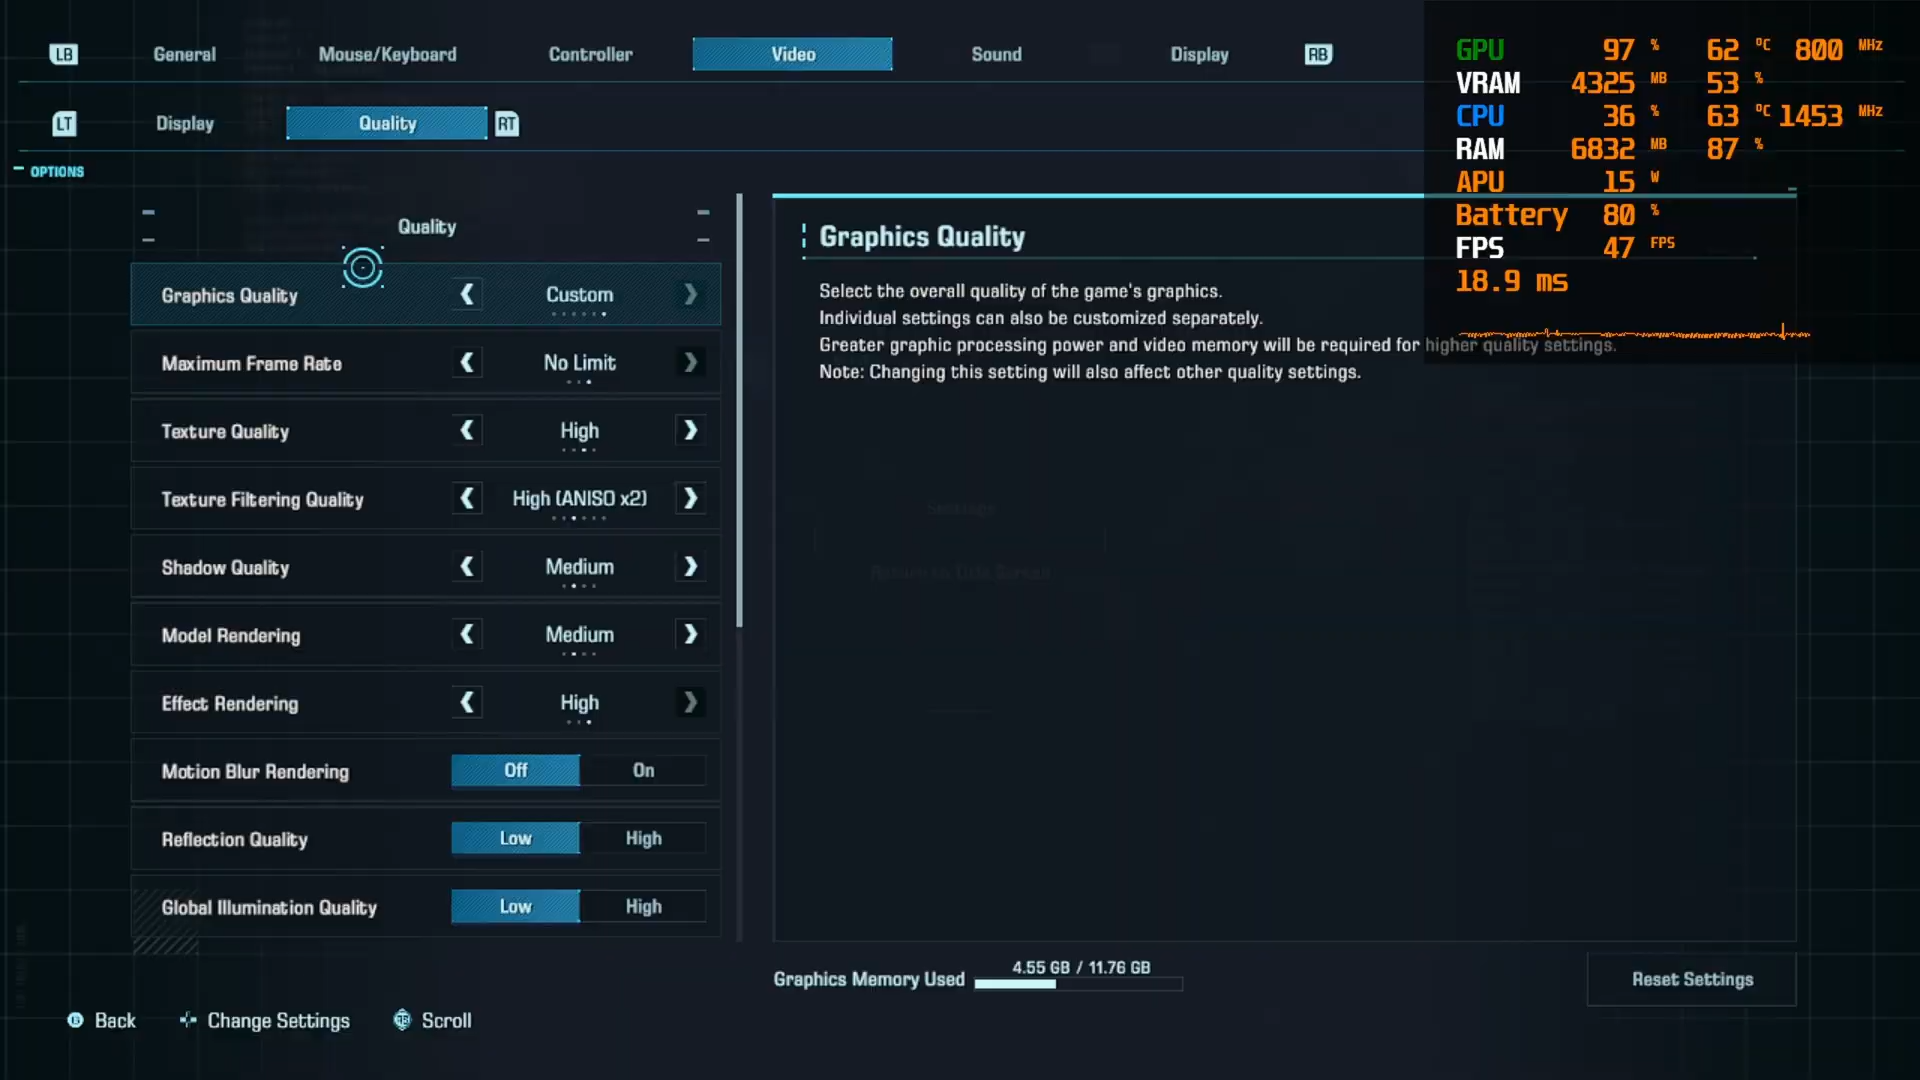 LB General Mouse/Keyboard Controller Video Sound Display RB
LT Display Quality RT
OPTIONS
Quality
Graphics Quality Custom
Maximum Frame Rate No Limit
Texture Quality High
Texture Filtering Quality High (ANISO x2)
Shadow Quality Medium
Model Rendering Medium
Effect Rendering High
Motion Blur Rendering Off On
Reflection Quality Low High
Global Illumination Quality Low High
Graphics Quality
Select the overall quality of the game's graphics.
Individual settings can also be customized separately.
Greater graphic processing power and video memory will be required for higher quality settings.
Note: Changing this setting will also affect other quality settings.
Settings
Return to Title Screen
GPU 97 % 62 °C 800 MHz
VRAM 4325 MB 53 %
CPU 36 % 63 °C 1453 MHz
RAM 6832 MB 87 %
APU 15 W
Battery 80 %
FPS 47 FPS
18.9 ms
Graphics Memory Used 4.55 GB / 11.76 GB
Reset Settings
Back Change Settings RS Scroll